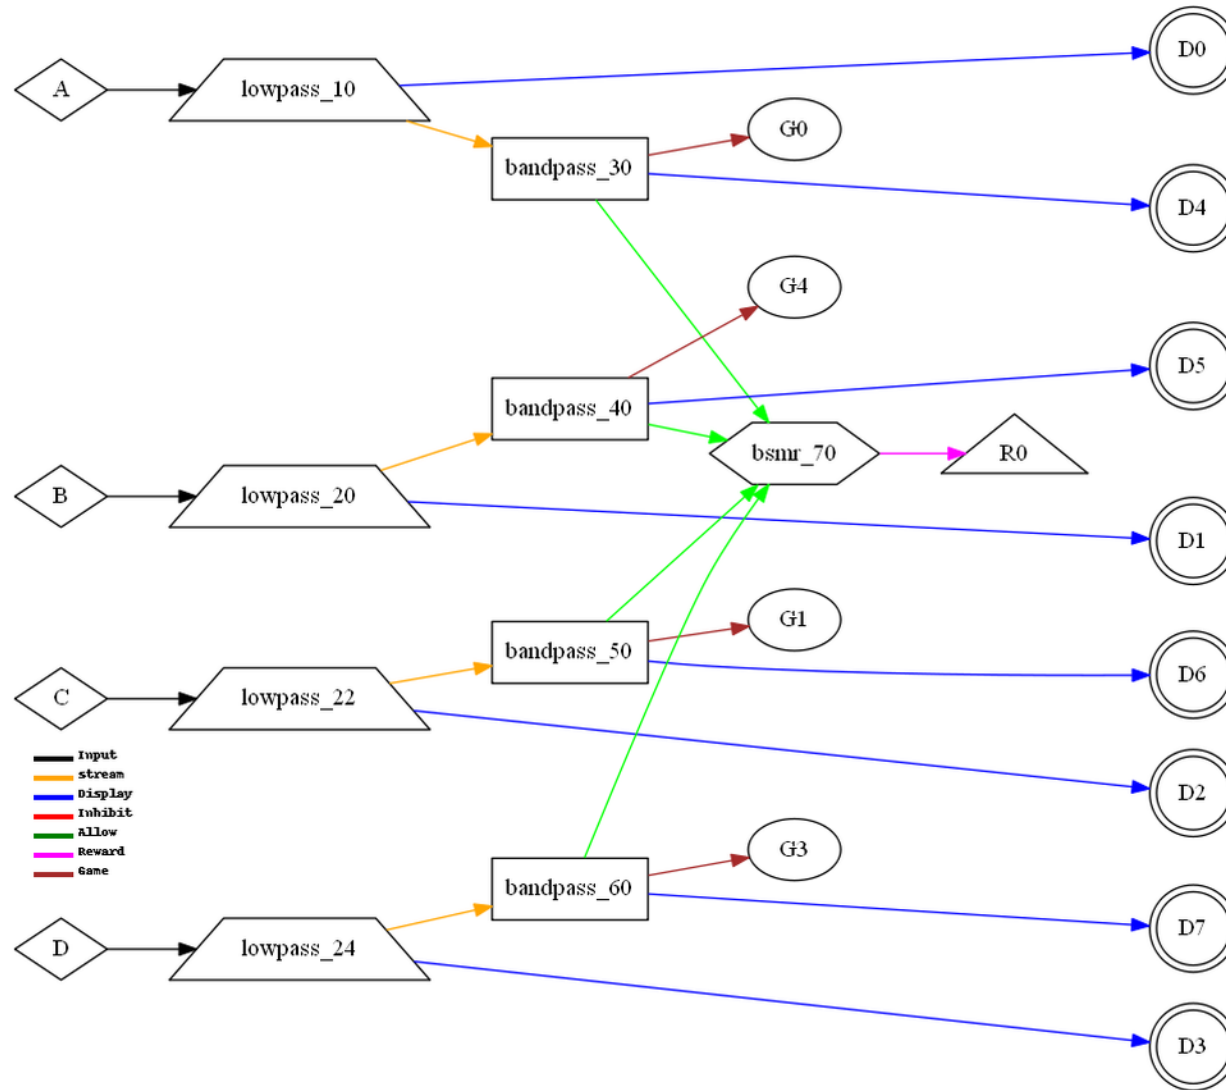 D0
A
lowpass_10
G0
bandpass_30
D4
G4
D5
bandpass_40
bsmr_70
R0
B
lowpass_20
D1
G1
bandpass_50
D6
C
lowpass_22
Input
stream
Display
Inhibit
Allow
Reward
Game
D2
G3
bandpass_60
D7
D
lowpass_24
D3